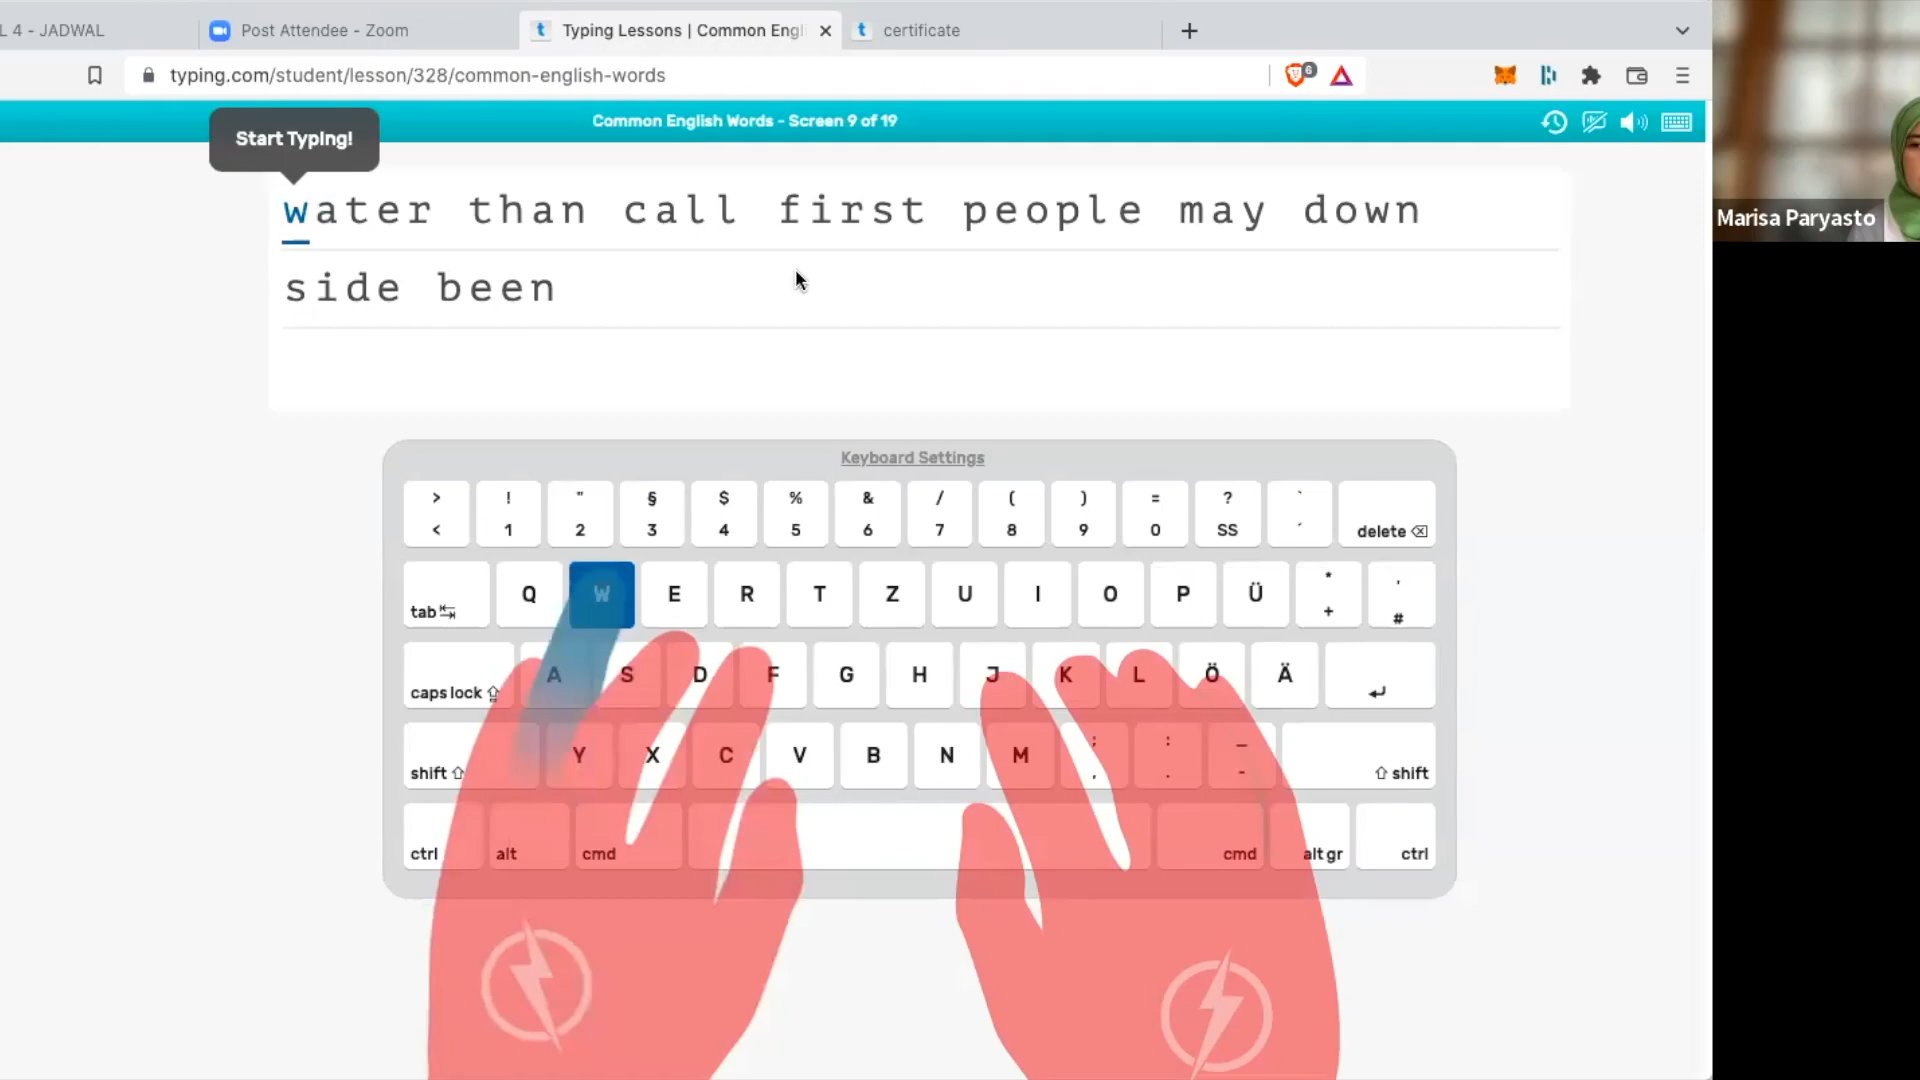 L 4 - JADWAL
Post Attendee - Zoom
Typing Lessons | Common Engl
certificate
typing.com/student/lesson/328/common-english-words
6
Start Typing!
Common English Words - Screen 9 of 19
water than call first people may down
side been
Marisa Paryasto
Keyboard Settings
> ! " § $ % & / ( ) = ? `
< 1 2 3 4 5 6 7 8 9 0 SS ´ delete
tab Q W E R T Z U I O P Ü * + ' #
caps lock A S D F G H J K L Ö Ä
shift Y X C V B N M ; , : . _ - shift
ctrl alt cmd cmd alt gr ctrl